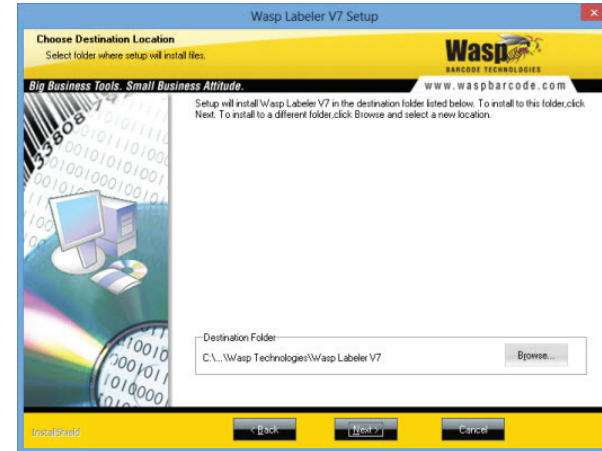 Wasp Labeler V7 Setup
Choose Destination Location
Select folder where setup will install files.
Wasp
BARCODE TECHNOLOGIES
Big Business Tools. Small Business Attitude.
www.waspbarcode.com
Setup will install Wasp Labeler V7 in the destination folder listed below. To install to this folder,click
Next. To install to a different folder,click Browse and select a new location.
33808
Destination Folder
C:\...\Wasp Technologies\Wasp Labeler V7
Browse...
InstallShield
< Back
Next >
Cancel